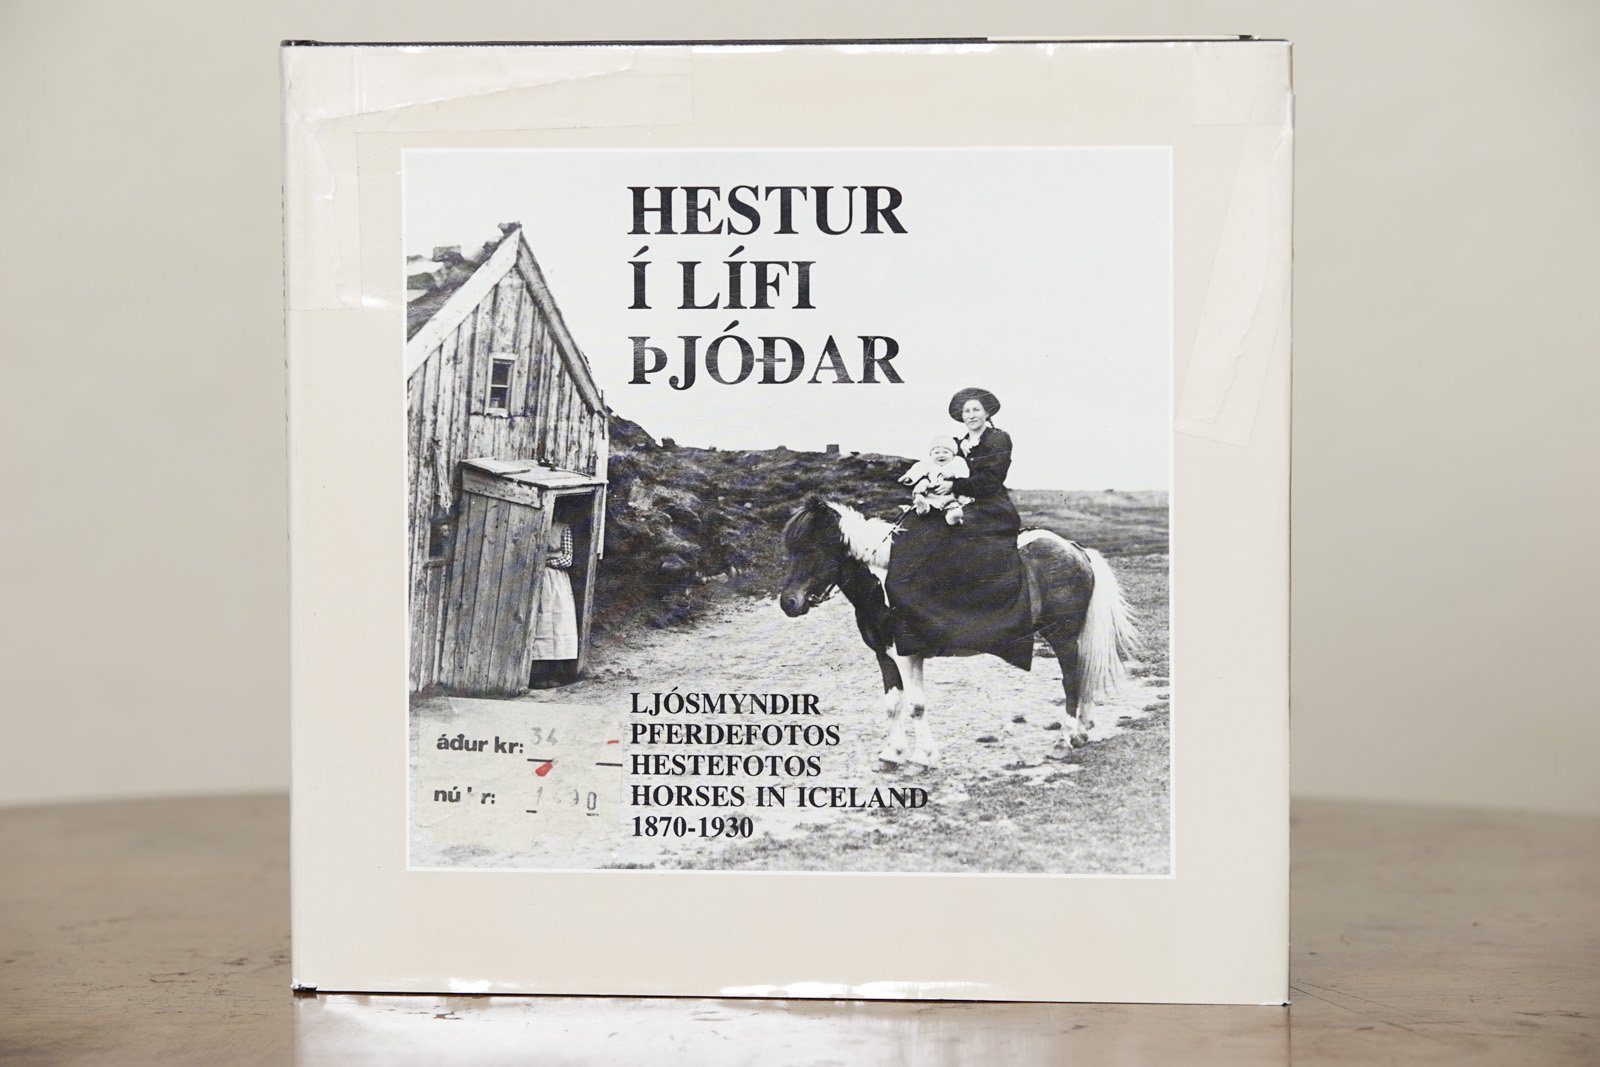 HESTUR
Í LÍFI
ÞJÓÐAR
LJÓSMYNDIR
PFERDEFOTOS
HESTEFOTOS
HORSES IN ICELAND
1870-1930
áður kr: